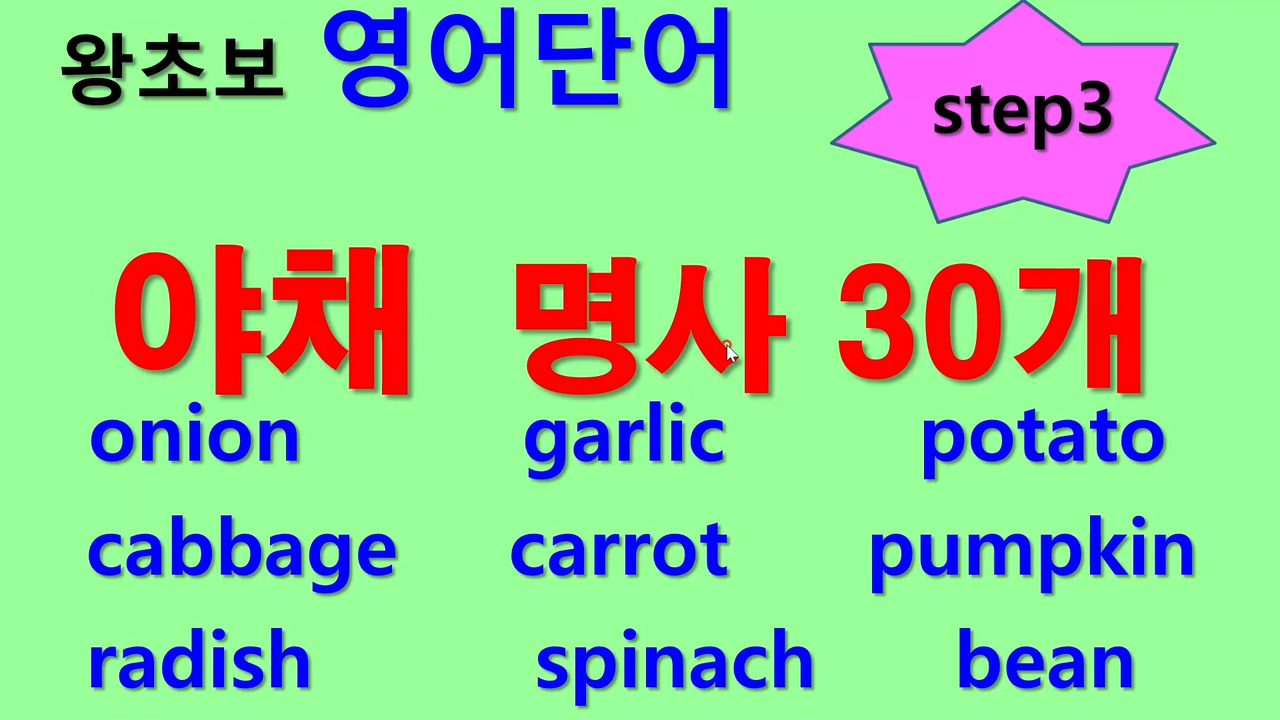 왕초보 영어단어
step3
야채 명사 30개
onion garlic potato
cabbage carrot pumpkin
radish spinach bean